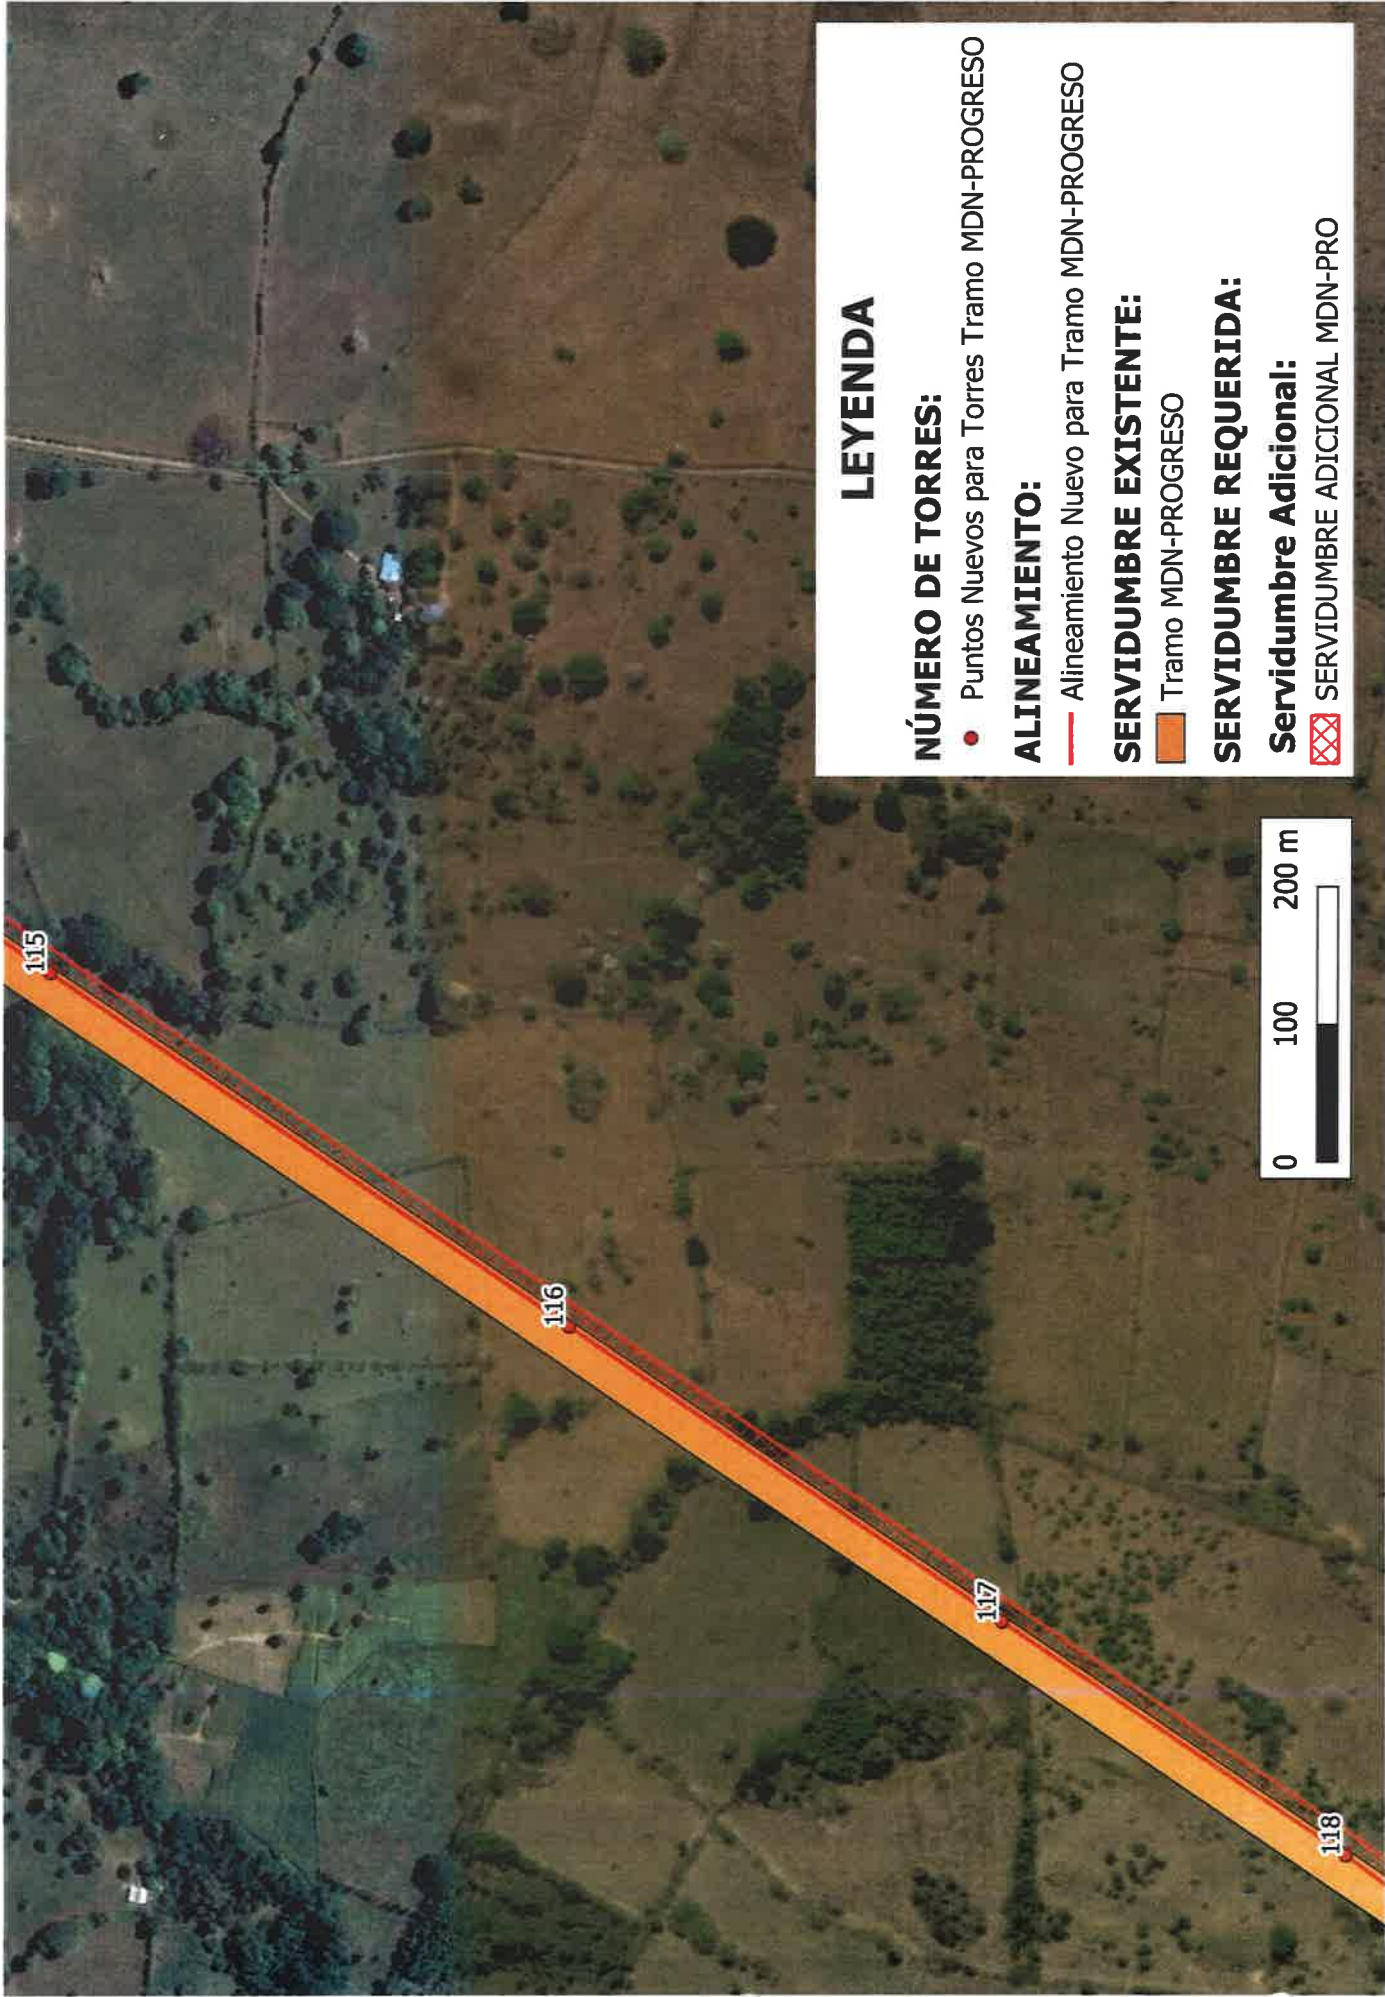 115
116
117
118
LEYENDA
NÚMERO DE TORRES:
Puntos Nuevos para Torres Tramo MDN-PROGRESO
ALINEAMIENTO:
Alineamiento Nuevo para Tramo MDN-PROGRESO
SERVIDUMBRE EXISTENTE:
Tramo MDN-PROGRESO
SERVIDUMBRE REQUERIDA:
Servidumbre Adicional:
SERVIDUMBRE ADICIONAL MDN-PRO
0 100 200 m